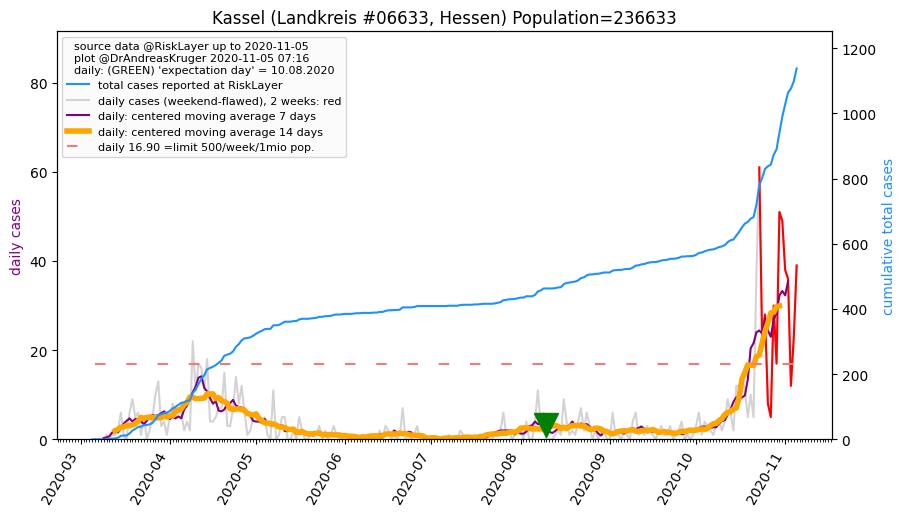 Kassel (Landkreis #06633, Hessen) Population=236633
source data @RiskLayer up to 2020-11-05
plot @DrAndreasKruger 2020-11-05 07:16
daily: (GREEN) 'expectation day' = 10.08.2020
total cases reported at RiskLayer
daily cases (weekend-flawed), 2 weeks: red
daily: centered moving average 7 days
daily: centered moving average 14 days
daily 16.90 =limit 500/week/1mio pop.
daily cases
80
60
40
20
0
cumulative total cases
1200
1000
800
600
400
200
0
2020-03
2020-04
2020-05
2020-06
2020-07
2020-08
2020-09
2020-10
2020-11